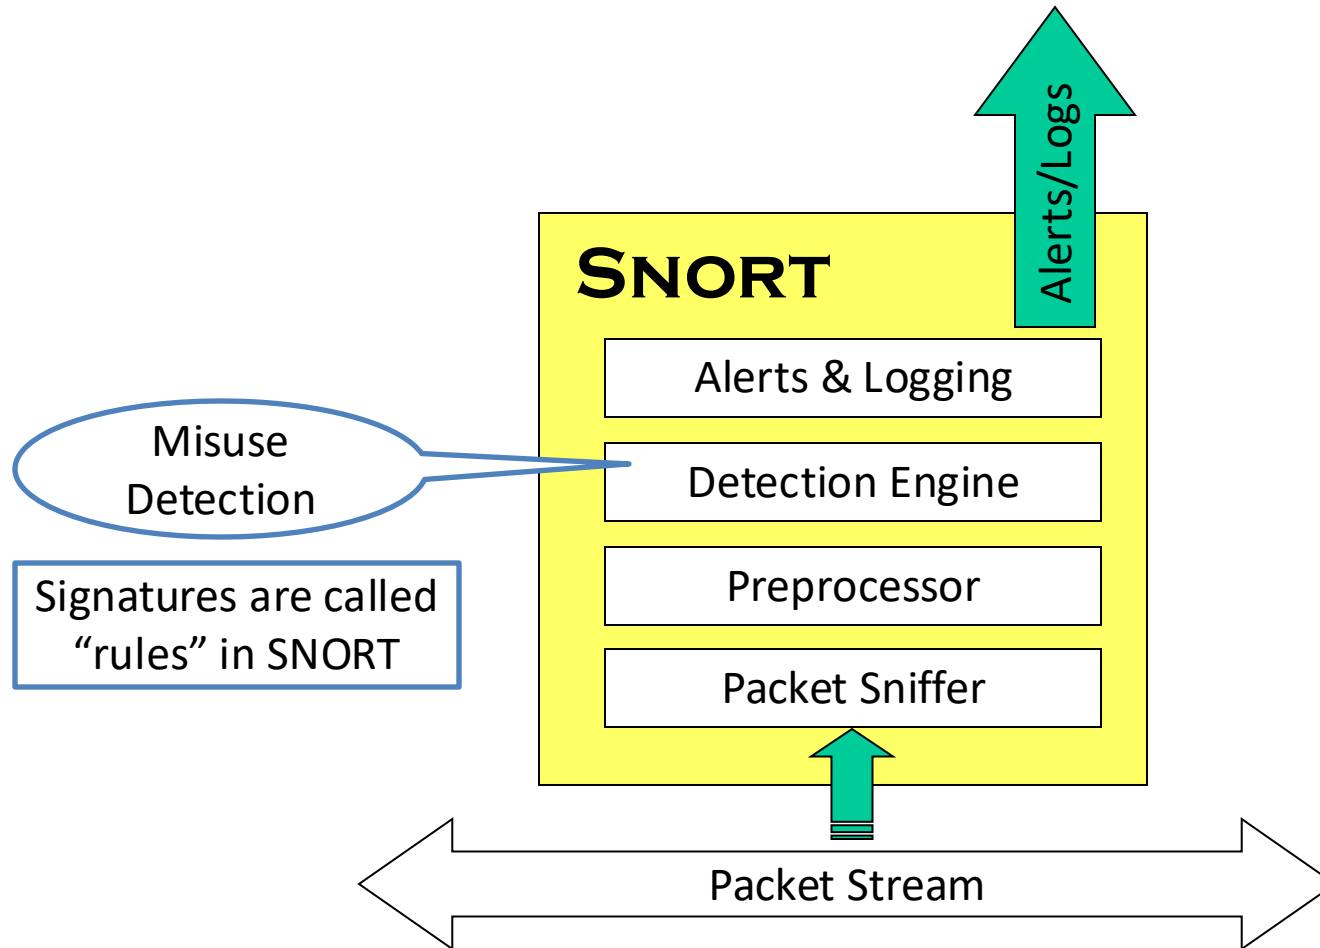 Alerts/Logs
SNORT
Alerts & Logging
Misuse
Detection
Detection Engine
Preprocessor
Signatures are called
“rules” in SNORT
Packet Sniffer
Packet Stream